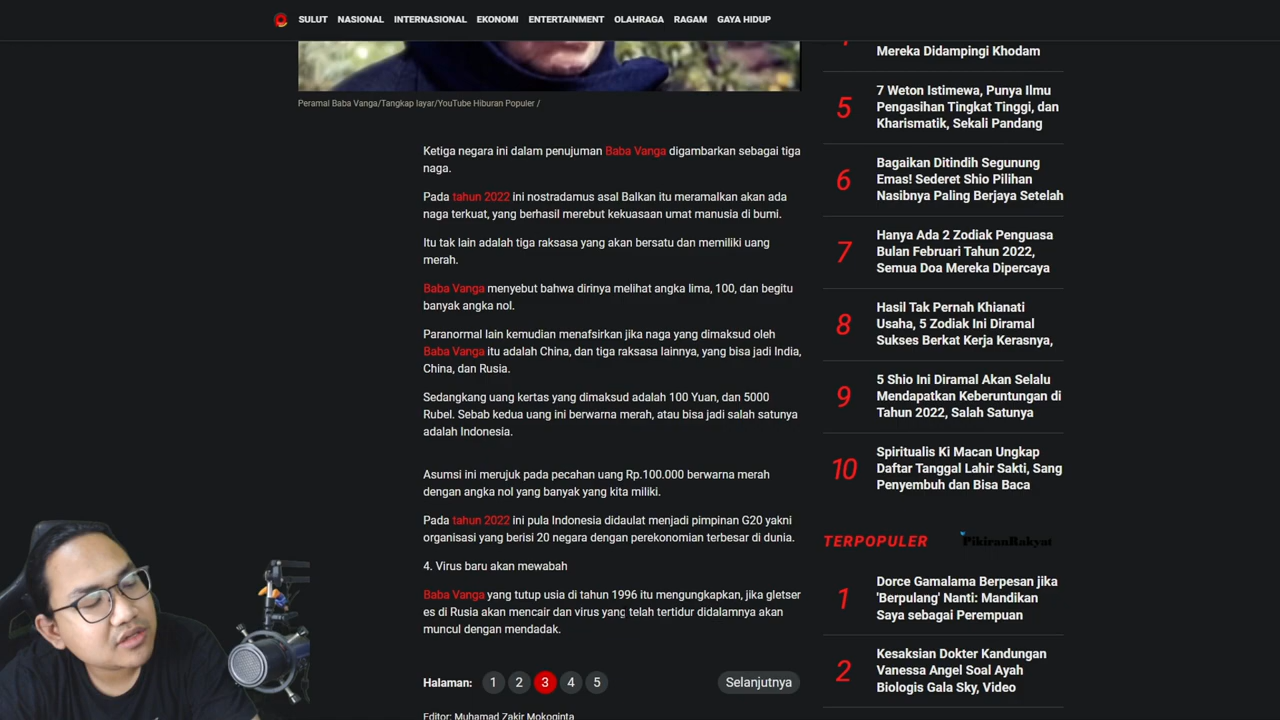 SULUT NASIONAL INTERNASIONAL EKONOMI ENTERTAINMENT OLAHRAGA RAGAM GAYA HIDUP
Peramal Baba Vanga/Tangkap layar/YouTube Hiburan Populer /
Ketiga negara ini dalam penujuman Baba Vanga digambarkan sebagai tiga
naga.
Pada tahun 2022 ini nostradamus asal Balkan itu meramalkan akan ada
naga terkuat, yang berhasil merebut kekuasaan umat manusia di bumi.
Itu tak lain adalah tiga raksasa yang akan bersatu dan memiliki uang
merah.
Baba Vanga menyebut bahwa dirinya melihat angka lima, 100, dan begitu
banyak angka nol.
Paranormal lain kemudian menafsirkan jika naga yang dimaksud oleh
Baba Vanga itu adalah China, dan tiga raksasa lainnya, yang bisa jadi India,
China, dan Rusia.
Sedangkan uang kertas yang dimaksud adalah 100 Yuan, dan 5000
Rubel. Sebab kedua uang ini berwarna merah, atau bisa jadi salah satunya
adalah Indonesia.
Asumsi ini merujuk pada pecahan uang Rp.100.000 berwarna merah
dengan angka nol yang banyak yang kita miliki.
Pada tahun 2022 ini pula Indonesia didaulat menjadi pimpinan G20 yakni
organisasi yang berisi 20 negara dengan perekonomian terbesar di dunia.
4. Virus baru akan mewabah
Baba Vanga yang tutup usia di tahun 1996 itu mengungkapkan, jika gletser
es di Rusia akan mencair dan virus yang telah tertidur didalamnya akan
muncul dengan mendadak.
Halaman: 1 2 3 4 5 Selanjutnya
Editor: Muhamad Zakir Mokoginta
Mereka Didampingi Khodam
5
7 Weton Istimewa, Punya Ilmu
Pengasihan Tingkat Tinggi, dan
Kharismatik, Sekali Pandang
6
Bagaikan Ditindih Segunung
Emas! Sederet Shio Pilihan
Nasibnya Paling Berjaya Setelah
7
Hanya Ada 2 Zodiak Penguasa
Bulan Februari Tahun 2022,
Semua Doa Mereka Dipercaya
8
Hasil Tak Pernah Khianati
Usaha, 5 Zodiak Ini Diramal
Sukses Berkat Kerja Kerasnya,
9
5 Shio Ini Diramal Akan Selalu
Mendapatkan Keberuntungan di
Tahun 2022, Salah Satunya
10
Spiritualis Ki Macan Ungkap
Daftar Tanggal Lahir Sakti, Sang
Penyembuh dan Bisa Baca
TERPOPULER PikiranRakyat
1
Dorce Gamalama Berpesan jika
'Berpulang' Nanti: Mandikan
Saya sebagai Perempuan
2
Kesaksian Dokter Kandungan
Vanessa Angel Soal Ayah
Biologis Gala Sky, Video